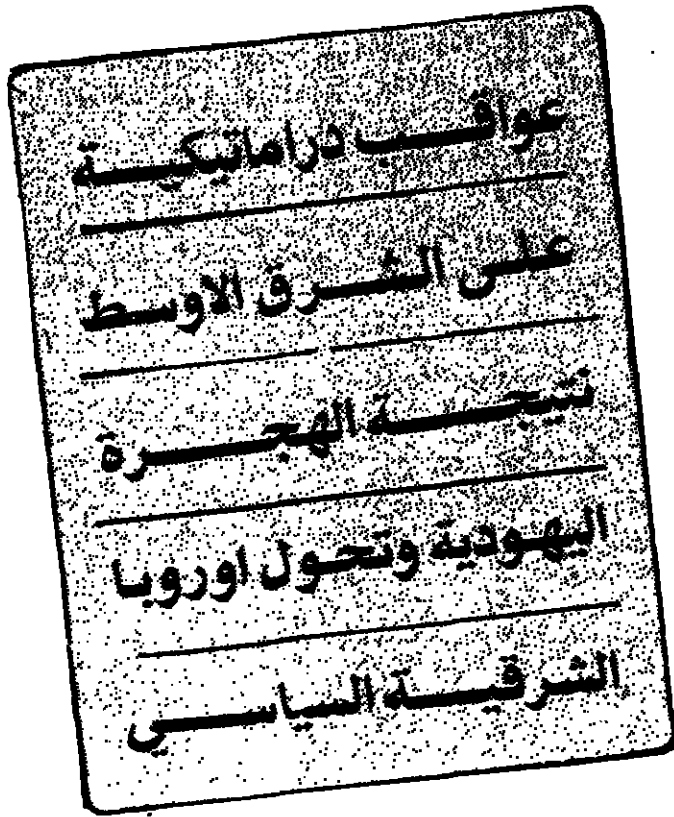 عواقب دراماتيكية
على الشرق الاوسط
نتيجة الهجرة
اليهودية وتحول اوروبا
الشرقية السياسي